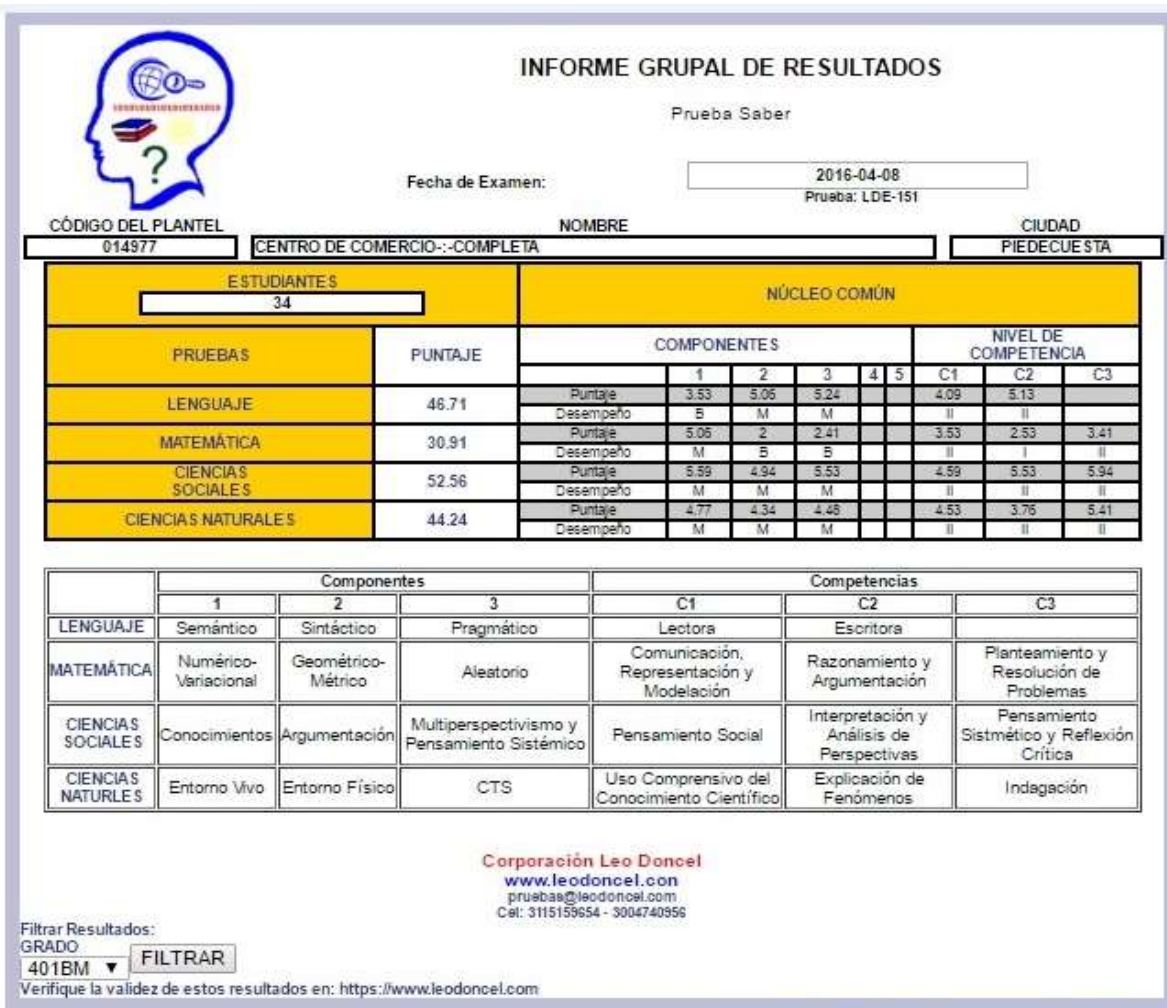 INFORME GRUPAL DE RESULTADOS
Prueba Saber
Fecha de Examen: 2016-04-08
Prueba: LDE-151
CÓDIGO DEL PLANTEL NOMBRE CIUDAD
014977 CENTRO DE COMERCIO-:-COMPLETA PIEDECUESTA
ESTUDIANTES
34
NÚCLEO COMÚN
PRUEBAS PUNTAJE COMPONENTES NIVEL DE COMPETENCIA
1 2 3 4 5 C1 C2 C3
LENGUAJE 46.71
Puntaje 3.53 5.06 5.24 4.09 5.13
Desempeño B M M II II
MATEMÁTICA 30.91
Puntaje 5.06 2 2.41 3.53 2.53 3.41
Desempeño M B B II I II
CIENCIAS SOCIALES 52.56
Puntaje 5.59 4.94 5.53 4.59 5.53 5.94
Desempeño M M M II II II
CIENCIAS NATURALES 44.24
Puntaje 4.77 4.34 4.48 4.53 3.76 5.41
Desempeño M M M II II II
Componentes Competencias
1 2 3 C1 C2 C3
LENGUAJE Semántico Sintáctico Pragmático Lectora Escritora
MATEMÁTICA Numérico-Variacional Geométrico-Métrico Aleatorio Comunicación, Representación y Modelación Razonamiento y Argumentación Planteamiento y Resolución de Problemas
CIENCIAS SOCIALES Conocimientos Argumentación Multiperspectivismo y Pensamiento Sistémico Pensamiento Social Interpretación y Análisis de Perspectivas Pensamiento Sistmético y Reflexión Crítica
CIENCIAS NATURLES Entorno Vivo Entorno Físico CTS Uso Comprensivo del Conocimiento Científico Explicación de Fenómenos Indagación
Corporación Leo Doncel
www.leodoncel.con
pruebas@leodoncel.com
Cel: 3115159654 - 3004740956
Filtrar Resultados:
GRADO
401BM ▼ FILTRAR
Verifique la validez de estos resultados en: https://www.leodoncel.com